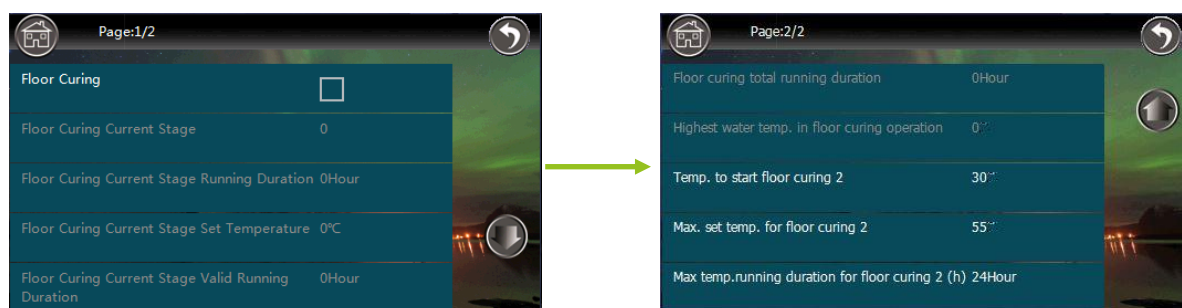 Page:1/2
Floor Curing
Floor Curing Current Stage 0
Floor Curing Current Stage Running Duration 0Hour
Floor Curing Current Stage Set Temperature 0℃
Floor Curing Current Stage Valid Running 0Hour
Duration
Page:2/2
Floor curing total running duration 0Hour
Highest water temp. in floor curing operation 0
Temp. to start floor curing 2 30
Max. set temp. for floor curing 2 55
Max temp.running duration for floor curing 2 (h) 24Hour